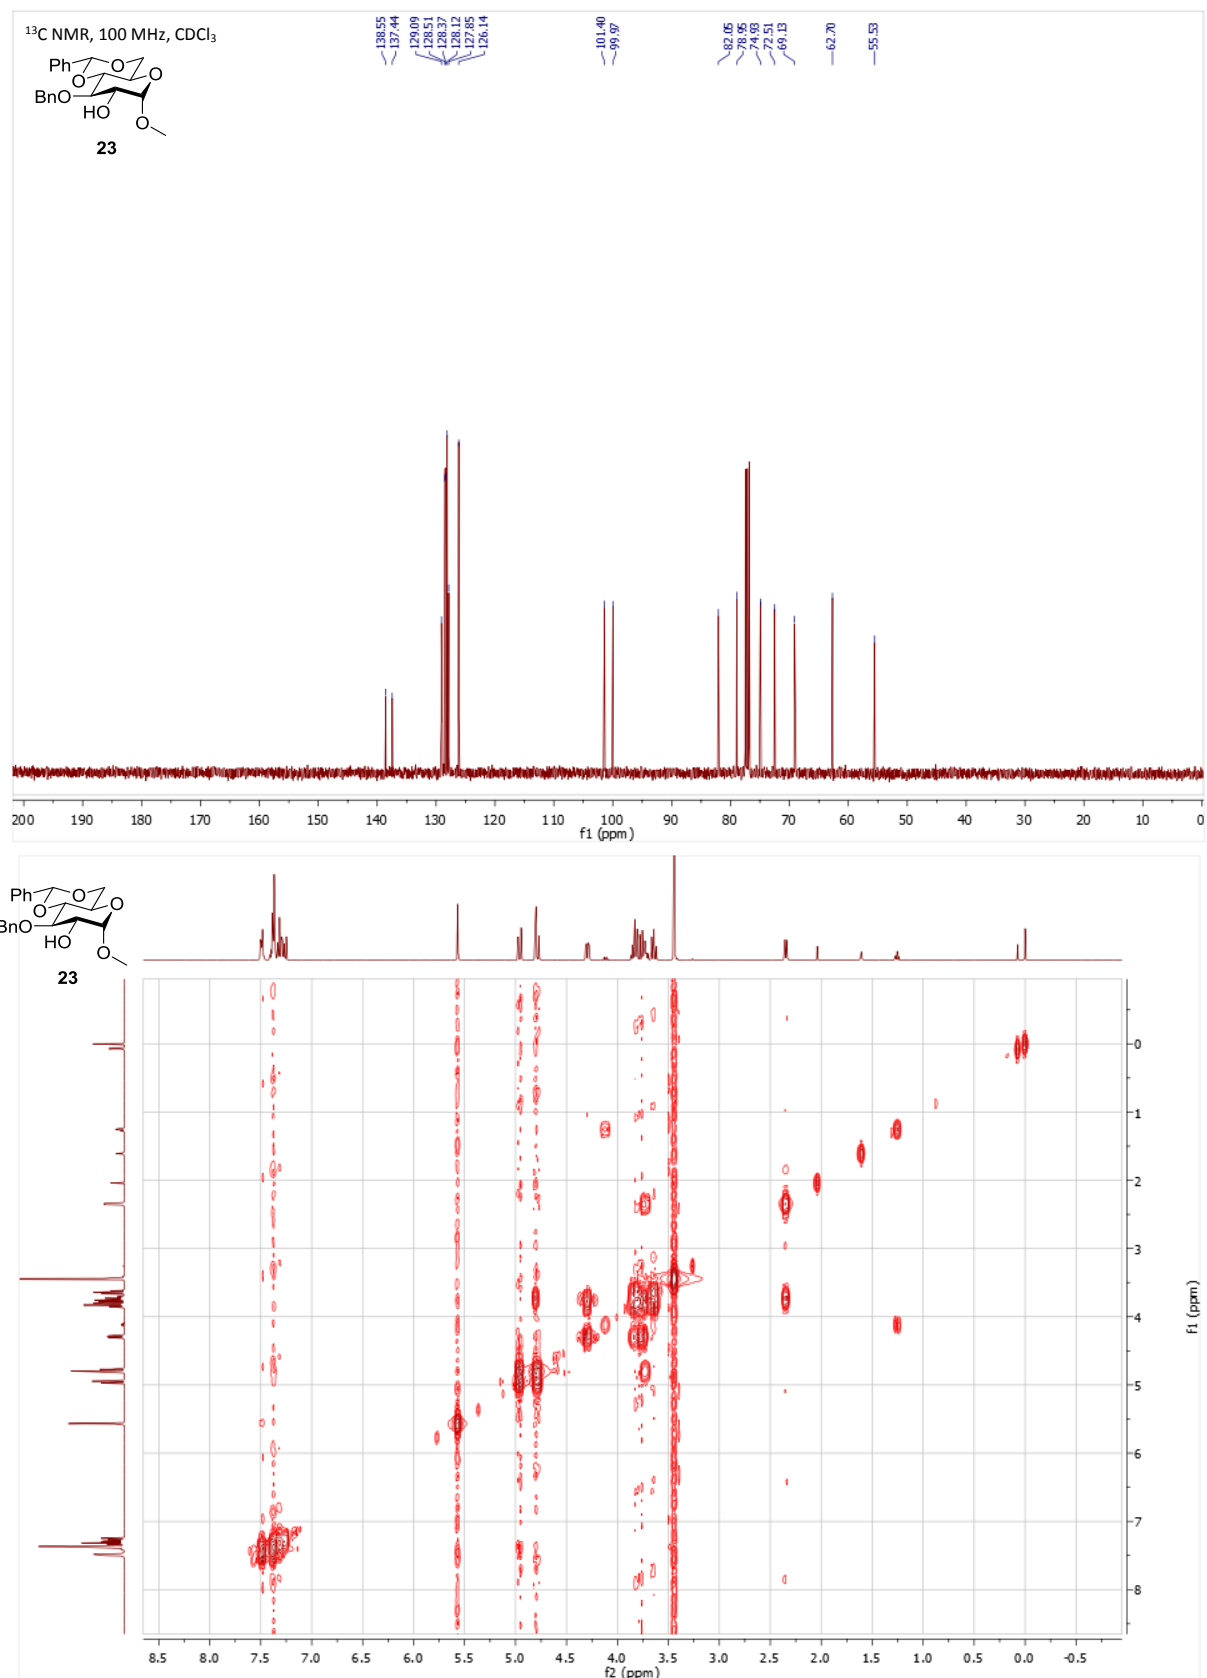 ¹³C NMR, 100 MHz, CDCl₃
138.55
137.44
129.09
128.51
128.37
128.12
127.85
126.14
101.40
99.97
82.05
78.95
74.93
72.51
69.13
62.70
55.53
Ph
O
O
O
BnO
HO
O
23
200 190 180 170 160 150 140 130 120 110 100 90 80 70 60 50 40 30 20 10 0
f1 (ppm)
Ph
O
O
O
BnO
HO
O
23
0
1
2
3
4
5
6
7
8
f1 (ppm)
8.5 8.0 7.5 7.0 6.5 6.0 5.5 5.0 4.5 4.0 3.5 3.0 2.5 2.0 1.5 1.0 0.5 0.0 -0.5
f2 (ppm)